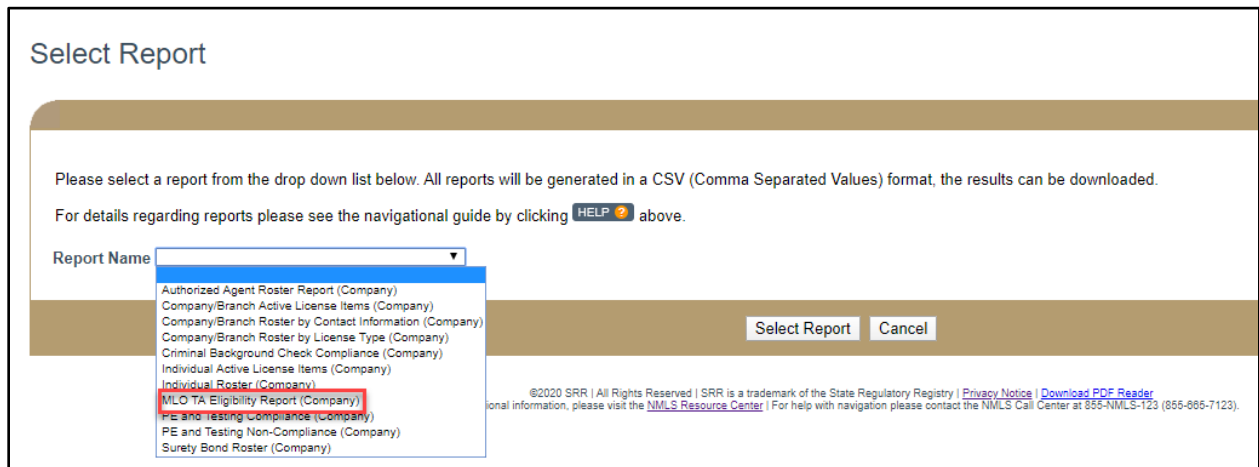 Select Report
Please select a report from the drop down list below. All reports will be generated in a CSV (Comma Separated Values) format, the results can be downloaded.
For details regarding reports please see the navigational guide by clicking HELP ? above.
Report Name
Authorized Agent Roster Report (Company)
Company/Branch Active License Items (Company)
Company/Branch Roster by Contact Information (Company)
Company/Branch Roster by License Type (Company)
Criminal Background Check Compliance (Company)
Individual Active License Items (Company)
Individual Roster (Company)
MLO TA Eligibility Report (Company)
PE and Testing Compliance (Company)
PE and Testing Non-Compliance (Company)
Surety Bond Roster (Company)
Select Report Cancel
©2020 SRR | All Rights Reserved | SRR is a trademark of the State Regulatory Registry | Privacy Notice | Download PDF Reader
ional information, please visit the NMLS Resource Center | For help with navigation please contact the NMLS Call Center at 855-NMLS-123 (855-665-7123).